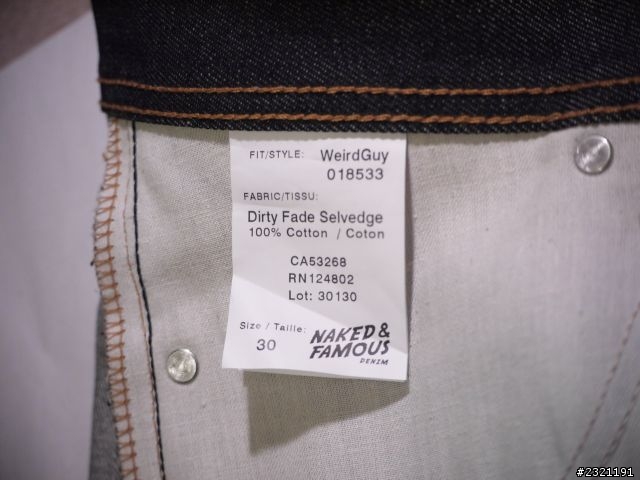 FIT/STYLE: WeirdGuy
018533
FABRIC/TISSU:
Dirty Fade Selvedge
100% Cotton / Coton
CA53268
RN124802
Lot: 30130
Size / Taille:
30
NAKED &
FAMOUS
DENIM
#2321191